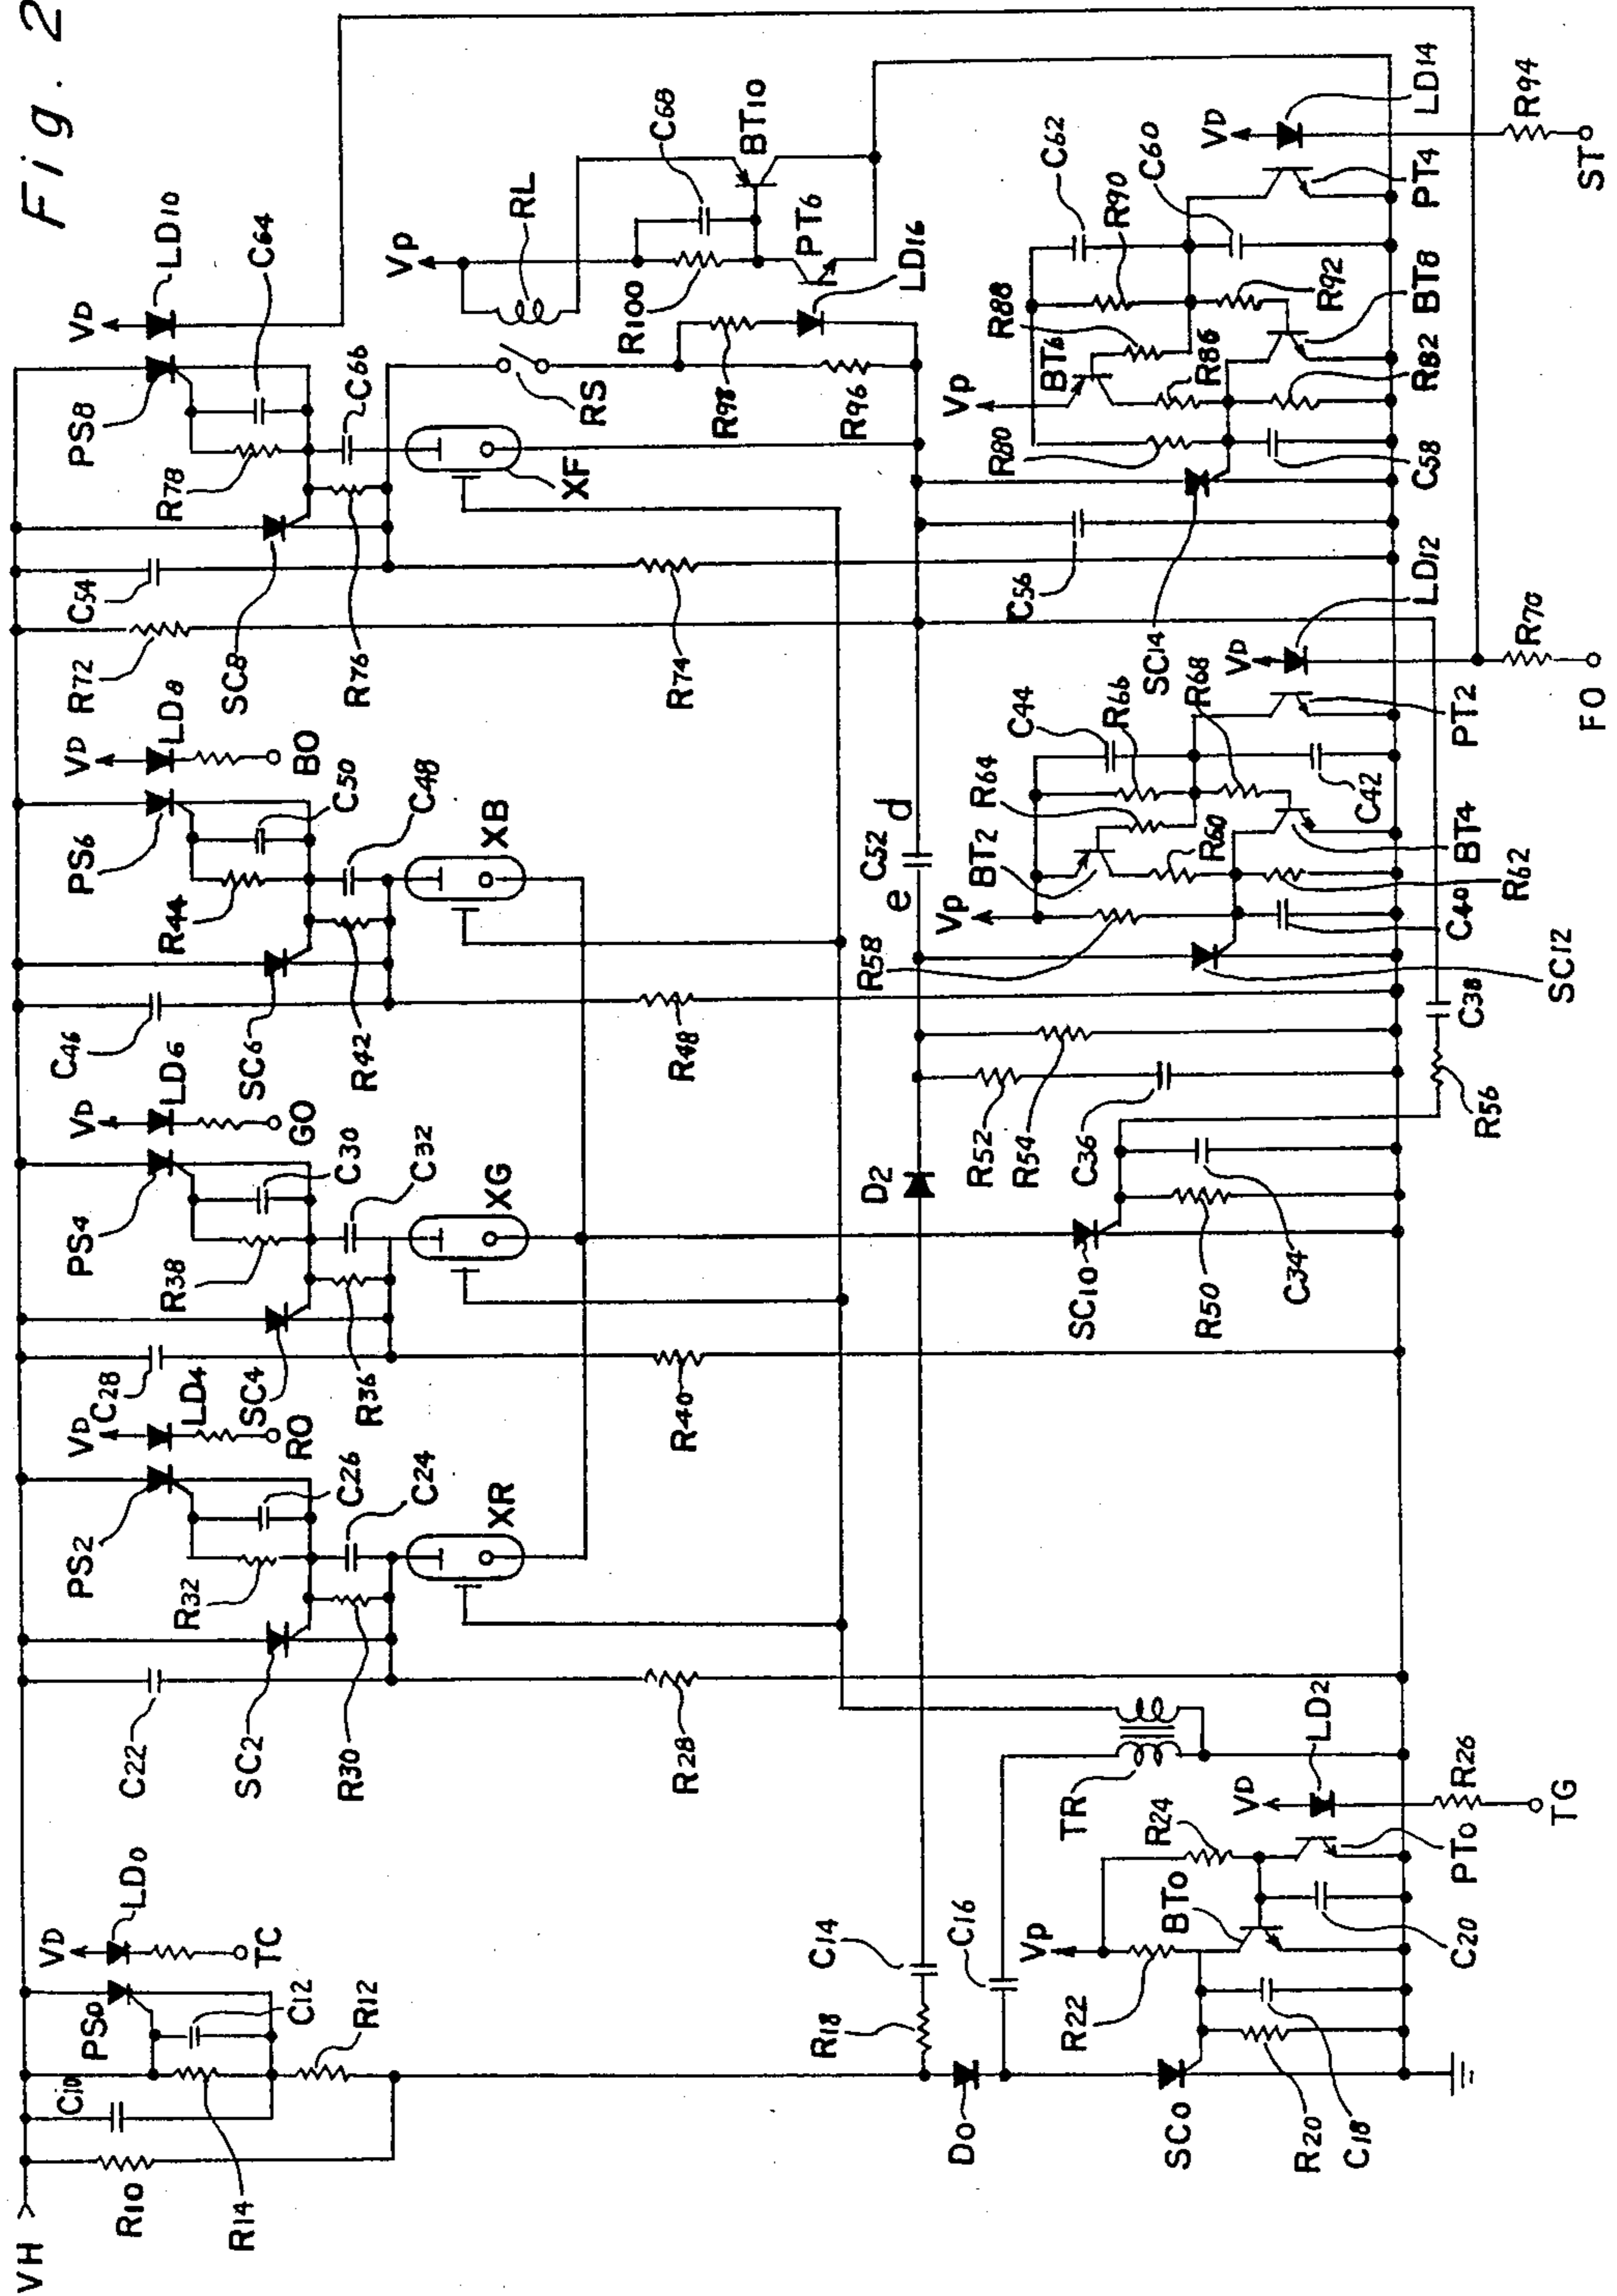 Fig. 2
VH
R10
C10
R14
PS0
C12
R12
VD
LD0
TC
C22
SC2
R30
R28
PS2
R32
C26
C24
XR
VD
LD4
RO
C28
SC4
R36
R40
PS4
R38
C30
C32
XG
VD
LD6
GO
C46
SC6
R42
R48
PS6
R44
C50
C48
XB
VD
LD8
BO
R72
C54
SC8
R76
R74
PS8
R78
C64
C66
XF
VD
LD10
RS
R98
R96
LD16
R100
RL
Vp
C68
BT10
PT6
D0
R18
C14
C16
SC0
R20
C18
R22
Vp
BT0
R24
C20
PT0
TR
VD
LD2
R26
TG
D2
R52
R54
C36
SC10
R50
C34
R56
C38
e
C52
d
R58
Vp
BT2
R64
C44
R66
R68
R60
SC12
C40
R62
BT4
C42
PT2
VD
LD12
R70
FO
C56
SC14
R80
Vp
BT6
R88
C62
R90
C60
R86
C58
R82
BT8
R92
PT4
VD
LD14
R94
ST